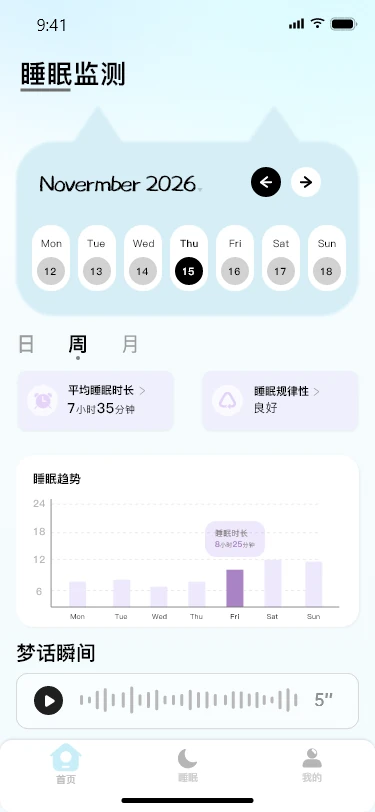 9:41
睡眠监测
Novermber 2026
Mon Tue Wed Thu Fri Sat Sun
12 13 14 15 16 17 18
日 周 月
平均睡眠时长
7小时35分钟
睡眠规律性
良好
睡眠趋势
24
18
12
6
睡眠时长
8小时25分钟
Mon Tue Wed Thu Fri Sat Sun
梦话瞬间
5’’
首页 睡眠 我的